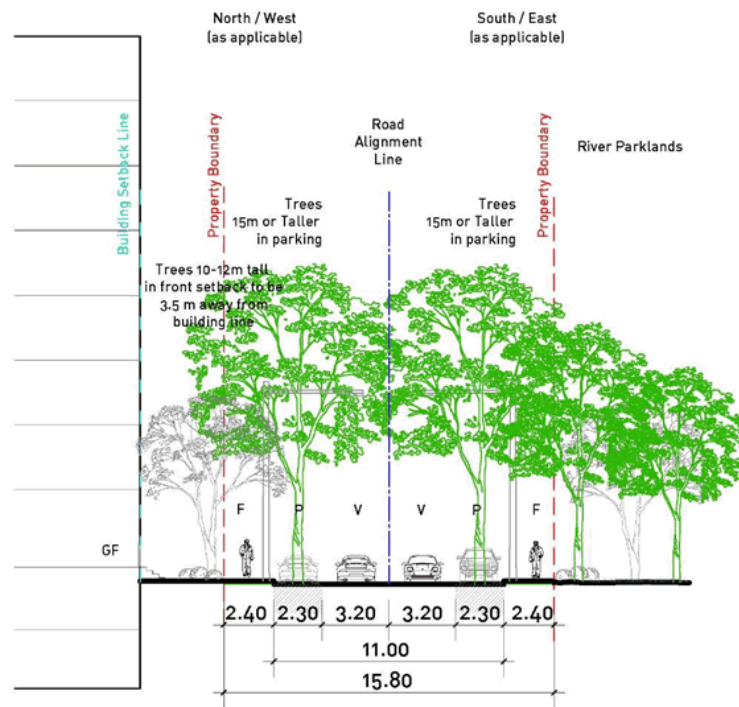 North / West
(as applicable)
South / East
(as applicable)
Building Setback Line
Property Boundary
Road
Alignment
Line
Property Boundary
River Parklands
Trees
15m or Taller
in parking
Trees
15m or Taller
in parking
Trees 10-12m tall
in front setback to be
3.5 m away from
building line
F
P
V
V
P
F
GF
2.40
2.30
3.20
3.20
2.30
2.40
11.00
15.80